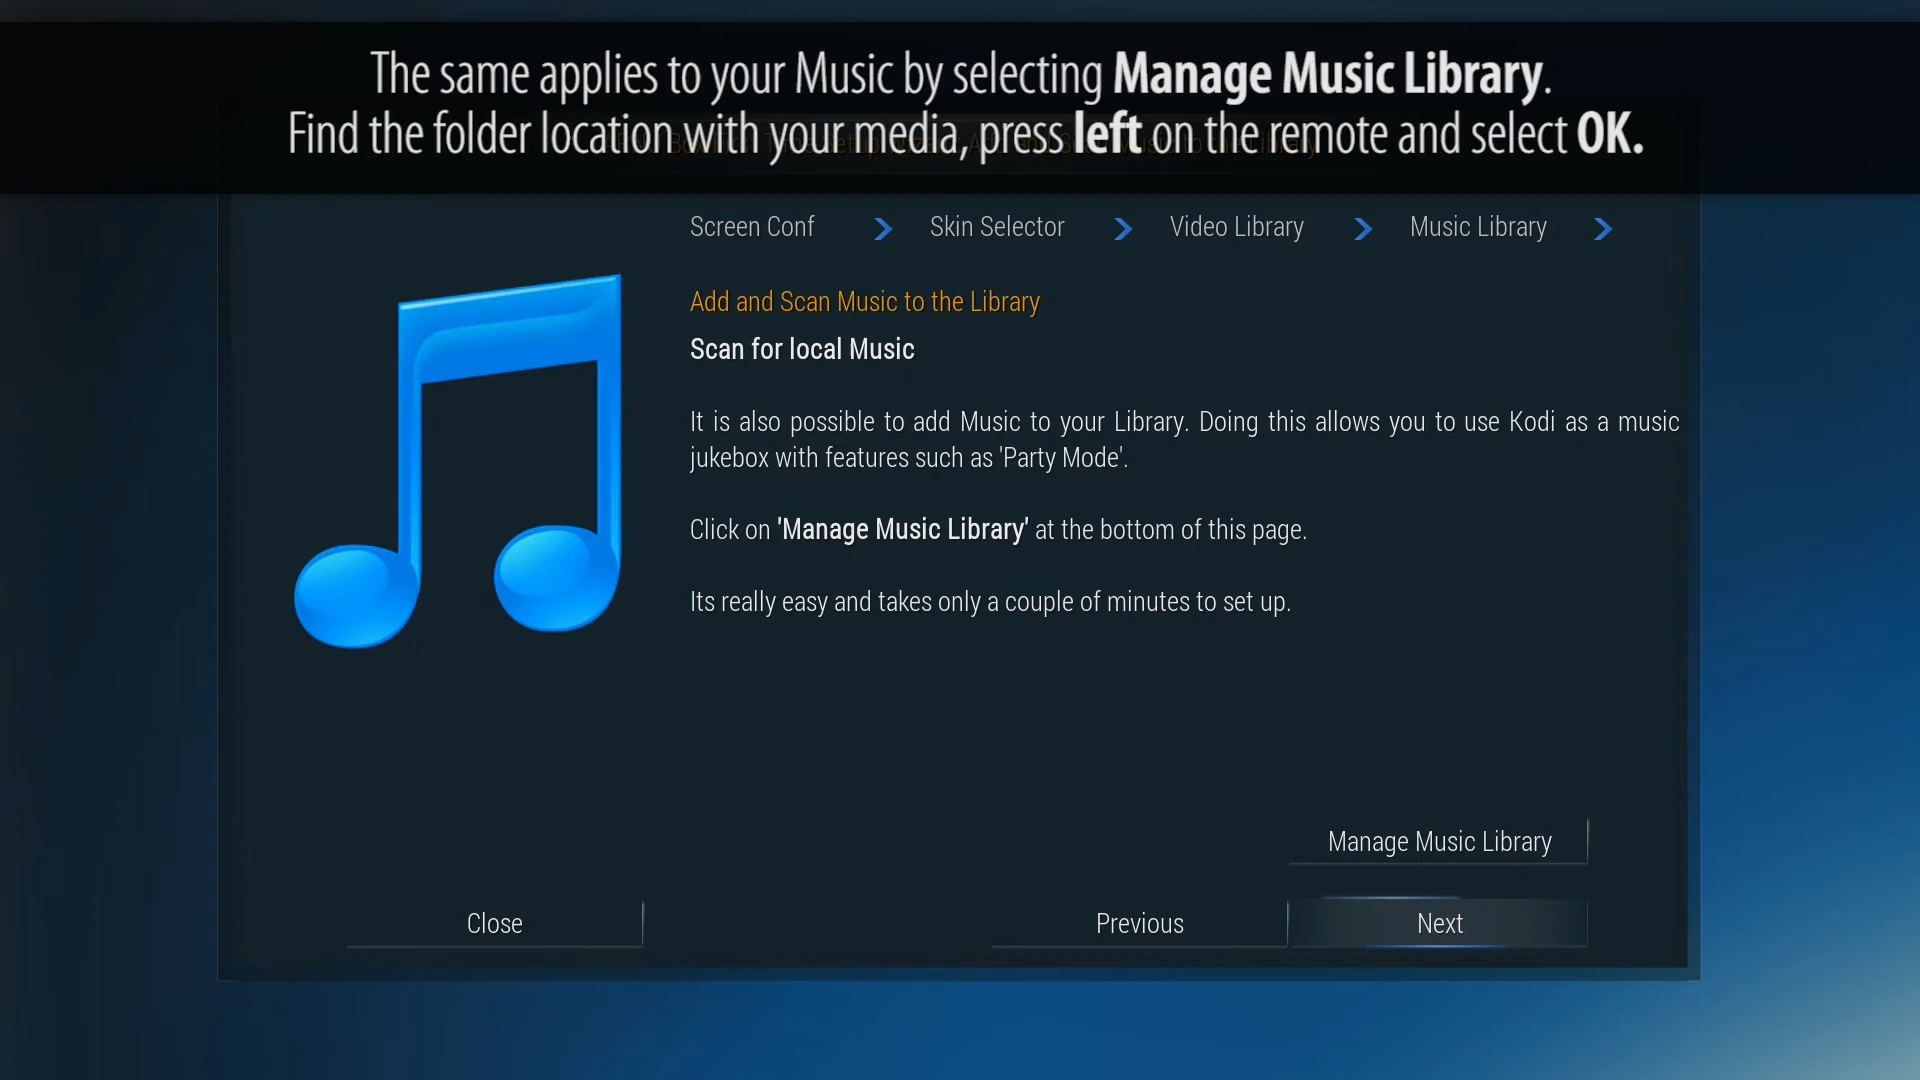 The same applies to your Music by selecting Manage Music Library.
Find the folder location with your media, press left on the remote and select OK.
Screen Conf
Skin Selector
Video Library
Music Library
Add and Scan Music to the Library
Scan for local Music
It is also possible to add Music to your Library. Doing this allows you to use Kodi as a music
jukebox with features such as 'Party Mode'.
Click on 'Manage Music Library' at the bottom of this page.
Its really easy and takes only a couple of minutes to set up.
Manage Music Library
Close
Previous
Next